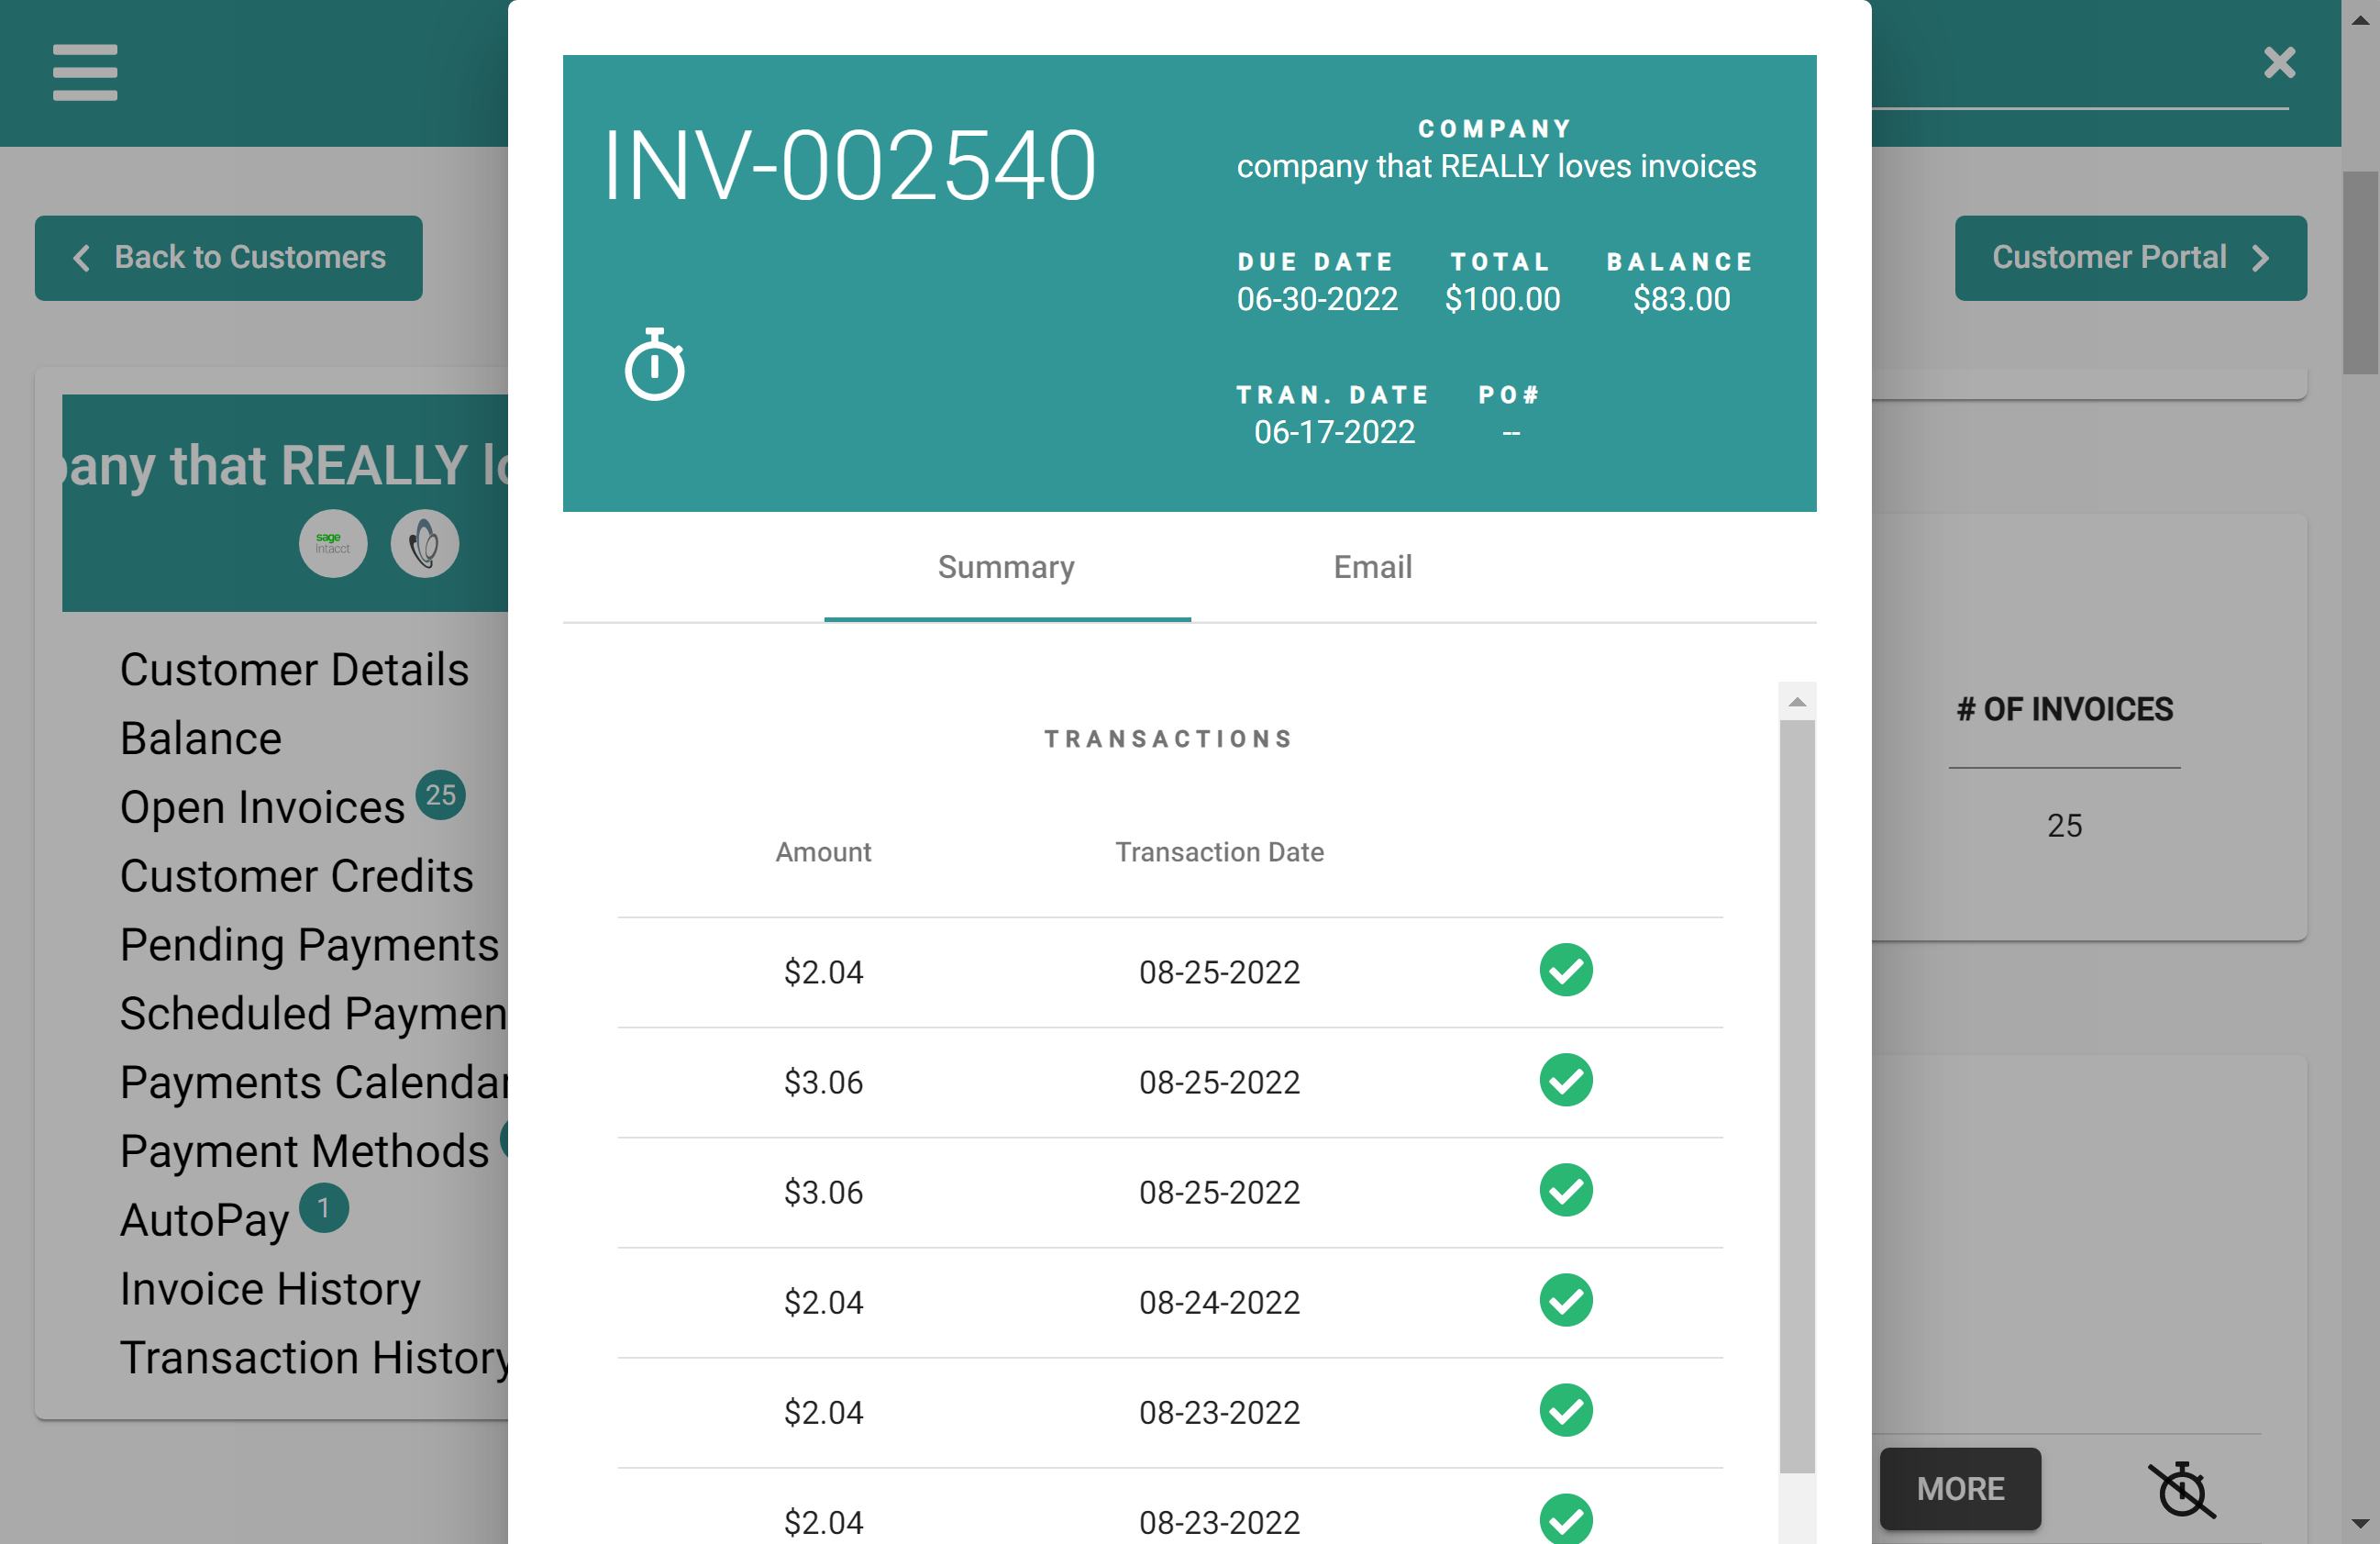 Back to Customers
Customer Portal
any that REALLY lo
sage
Intacct
Customer Details
Balance
Open Invoices 25
Customer Credits
Pending Payments
Scheduled Paymen
Payments Calendar
Payment Methods
AutoPay 1
Invoice History
Transaction History
INV-002540
COMPANY
company that REALLY loves invoices
DUE DATE TOTAL BALANCE
06-30-2022 $100.00 $83.00
TRAN. DATE PO#
06-17-2022 --
Summary Email
TRANSACTIONS
Amount Transaction Date
$2.04 08-25-2022
$3.06 08-25-2022
$3.06 08-25-2022
$2.04 08-24-2022
$2.04 08-23-2022
$2.04 08-23-2022
# OF INVOICES
25
MORE